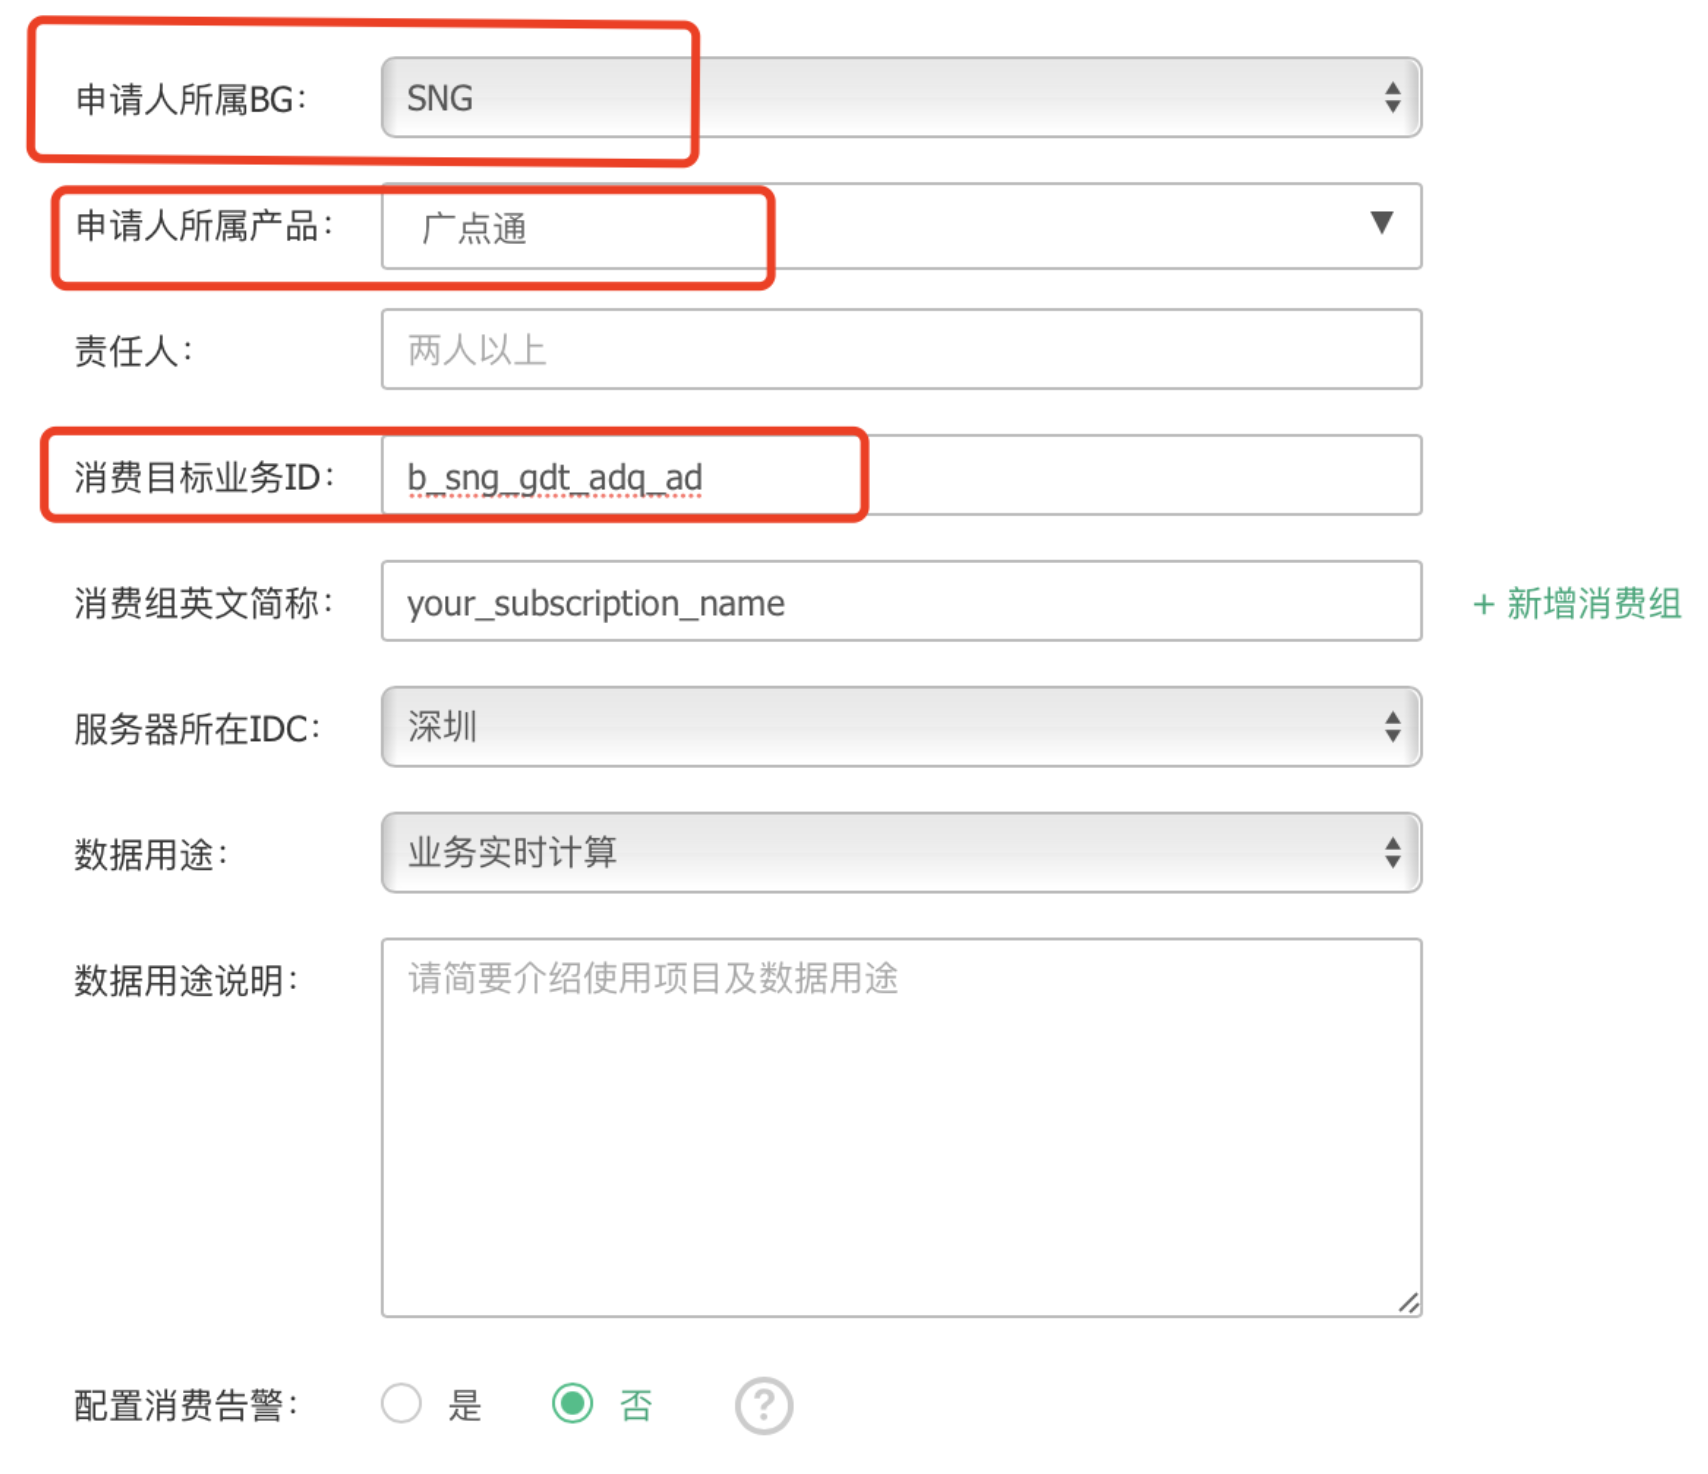 申请人所属BG： SNG
申请人所属产品： 广点通
责任人： 两人以上
消费目标业务ID： b_sng_gdt_adq_ad
消费组英文简称： your_subscription_name + 新增消费组
服务器所在IDC： 深圳
数据用途： 业务实时计算
数据用途说明： 请简要介绍使用项目及数据用途
配置消费告警： 是 否 ?